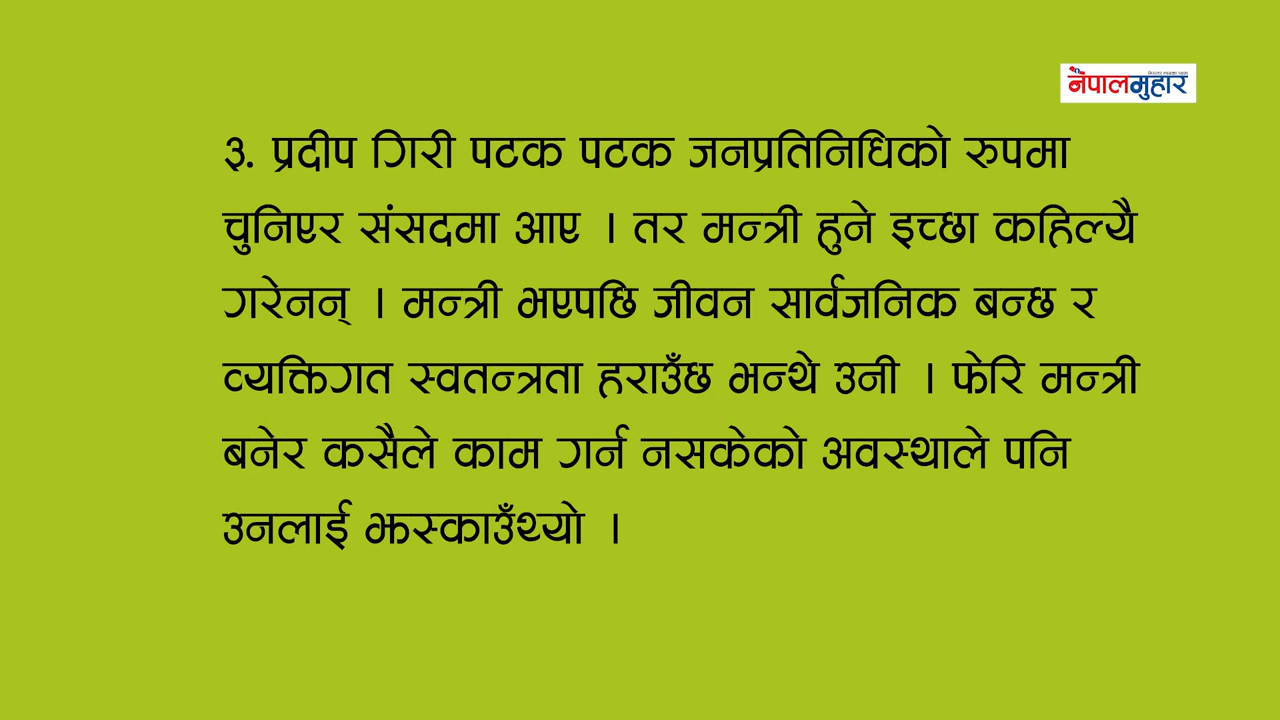 नेपालमुहार
३. प्रदीप गिरी पटक पटक जनप्रतिनिधिको रुपमा
चुनिएर संसदमा आए । तर मन्त्री हुने इच्छा कहिल्यै
गरेनन् । मन्त्री भएपछि जीवन सार्वजनिक बन्छ र
व्यक्तिगत स्वतन्त्रता हराउँछ भन्थे उनी । फेरि मन्त्री
बनेर कसैले काम गर्न नसकेको अवस्थाले पनि
उनलाई झस्काउँथ्यो ।